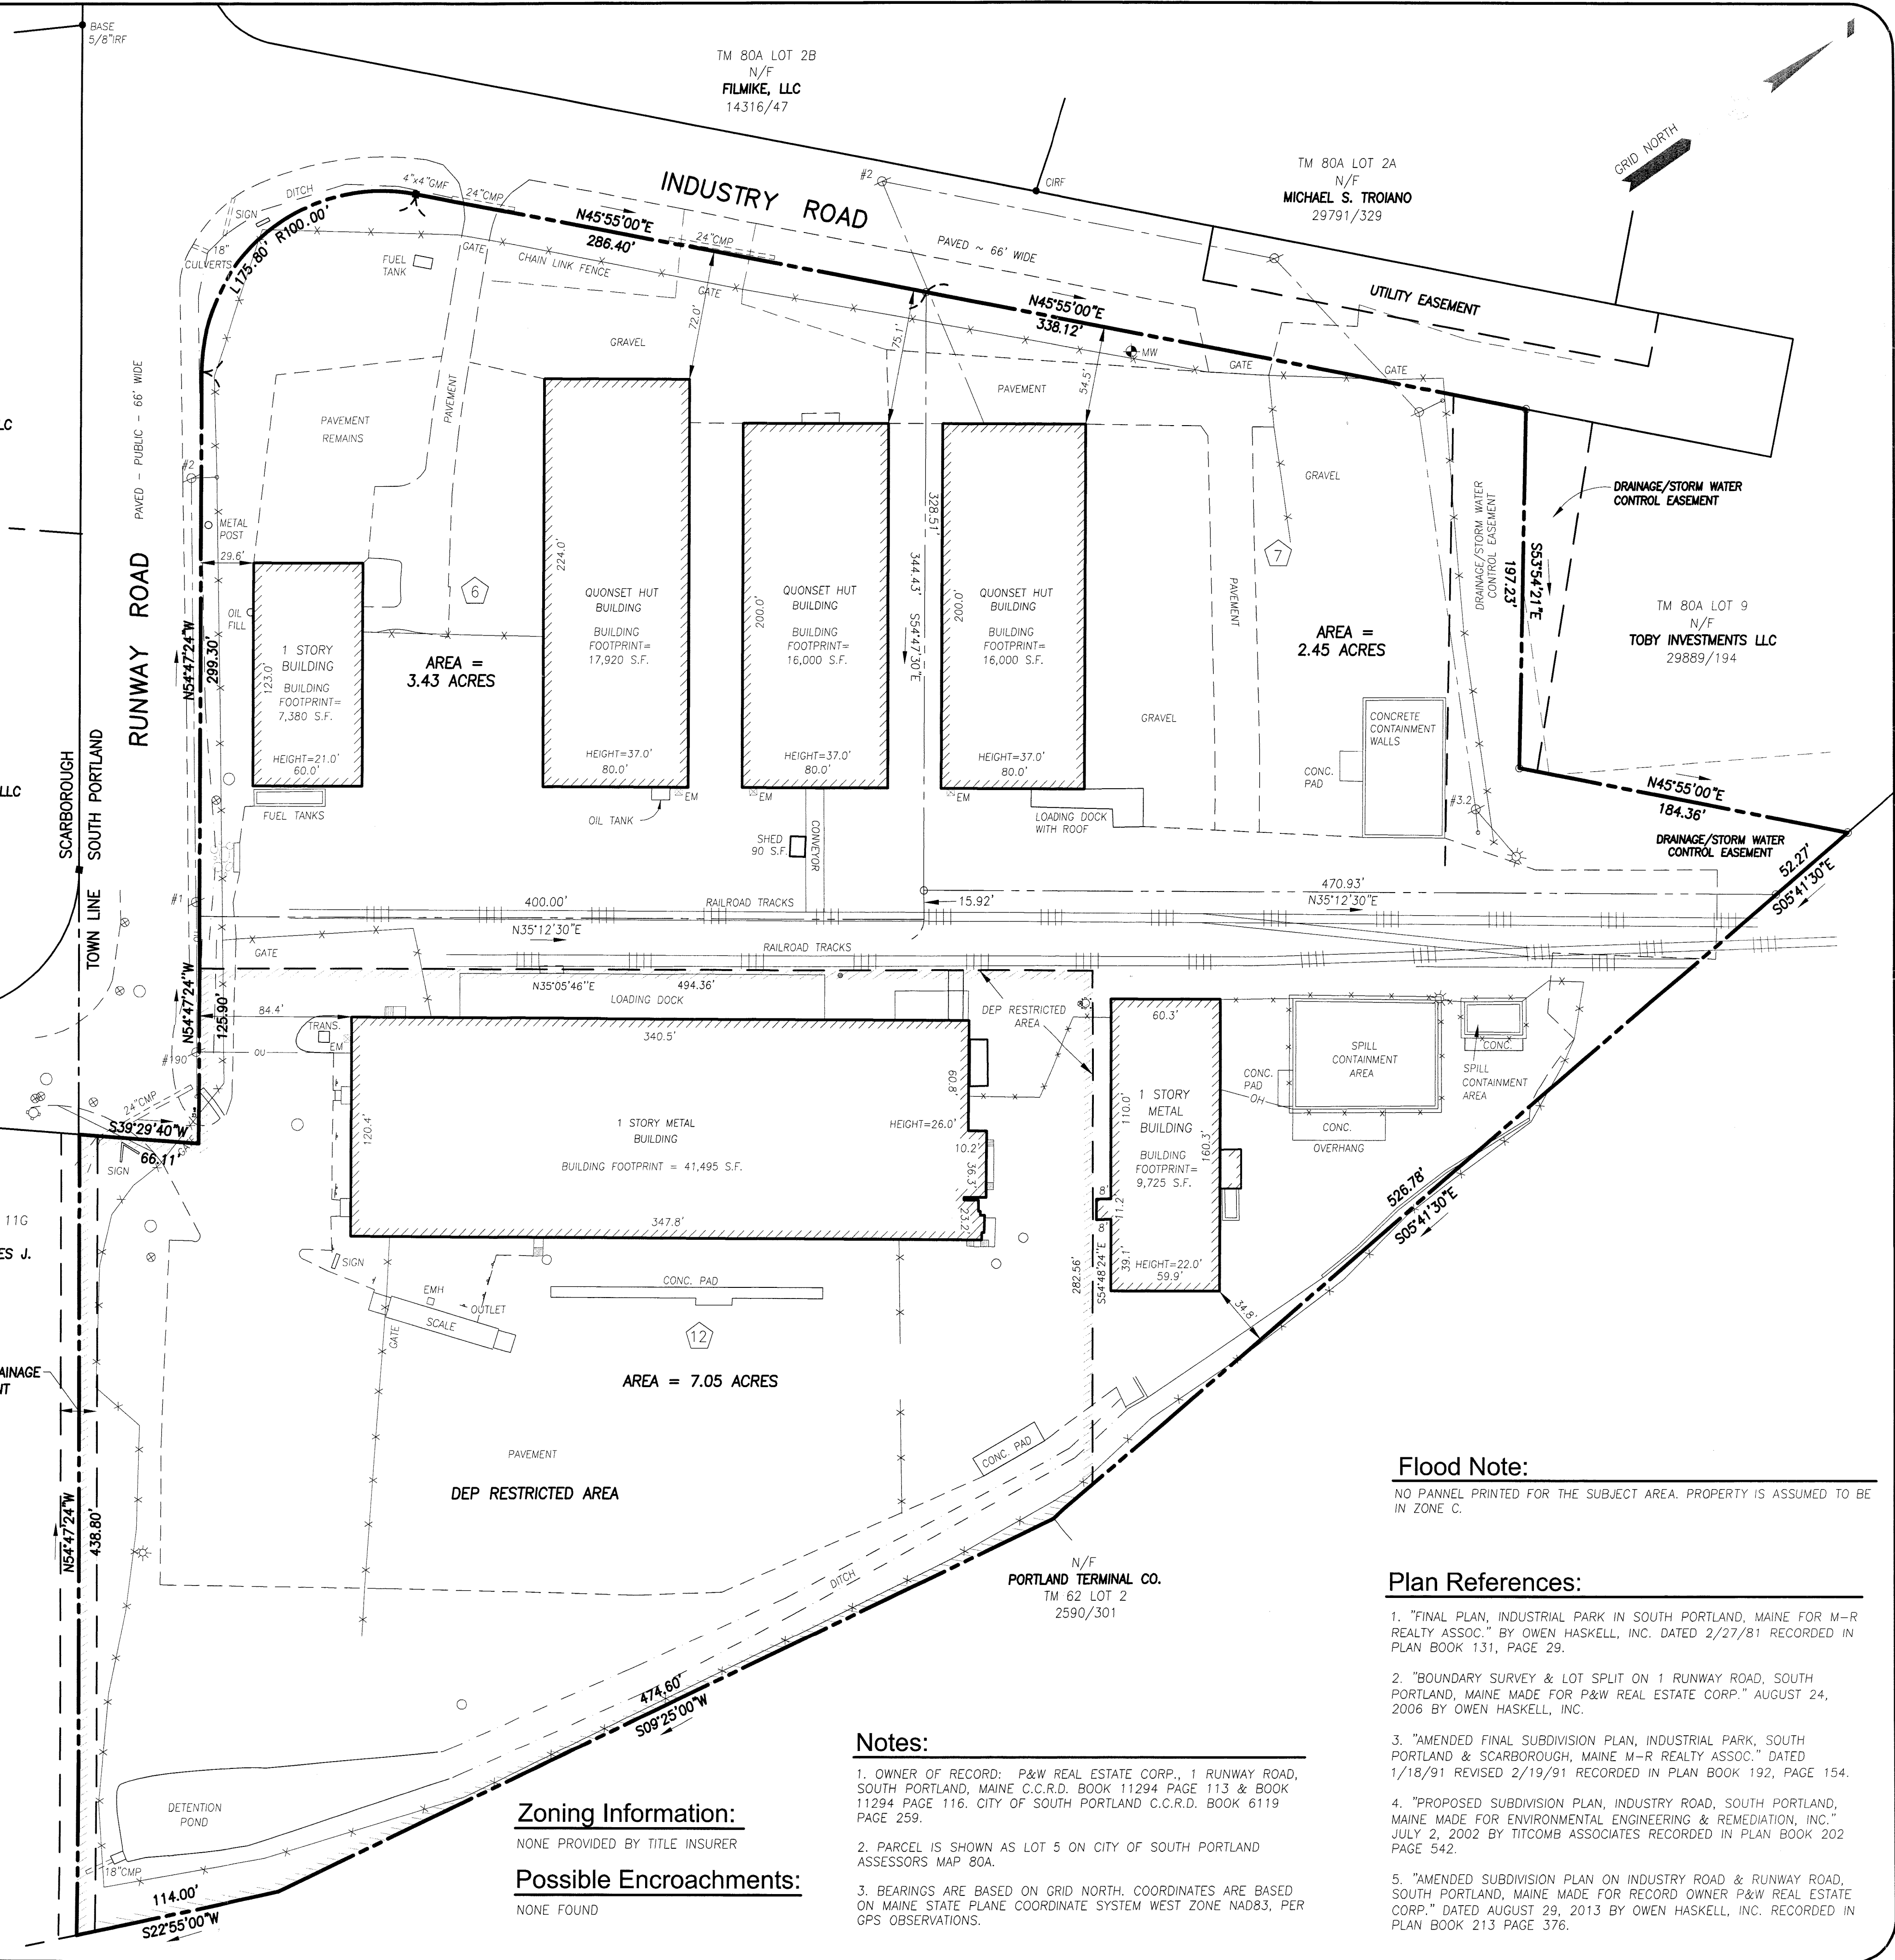 BASE
5/8"IRF
TM 80A LOT 2B
N/F
FILMIKE, LLC
14316/47
TM 80A LOT 2A
N/F
MICHAEL S. TROIANO
29791/329
GRID NORTH
CIRF
#2
INDUSTRY ROAD
PAVED ~ 66' WIDE
UTILITY EASEMENT
4"x4"GMF
24"CMP
DITCH
SIGN
18"
CULVERTS
L175.80' R100.00'
N45°55'00"E
286.40'
24"CMP
GATE
CHAIN LINK FENCE
GATE
FUEL
TANK
N45°55'00"E
338.12'
MW
GATE
GATE
72.0'
75.1'
54.5'
GRAVEL
PAVEMENT
PAVEMENT
REMAINS
PAVEMENT
GRAVEL
LC
RUNWAY ROAD
PAVED - PUBLIC - 66' WIDE
#2
METAL
POST
29.6'
OIL
FILL
N54°47'24"W
299.30'
6
7
DRAINAGE/STORM WATER
CONTROL EASEMENT
DRAINAGE/STORM WATER
CONTROL EASEMENT
S53°54'21"E
197.23'
TM 80A LOT 9
N/F
TOBY INVESTMENTS LLC
29889/194
1 STORY
BUILDING
BUILDING
FOOTPRINT=
7,380 S.F.
HEIGHT=21.0'
60.0'
123.0'
FUEL TANKS
AREA =
3.43 ACRES
224.0'
QUONSET HUT
BUILDING
BUILDING
FOOTPRINT=
17,920 S.F.
HEIGHT=37.0'
80.0'
200.0'
QUONSET HUT
BUILDING
BUILDING
FOOTPRINT=
16,000 S.F.
HEIGHT=37.0'
80.0'
328.51'
344.43' S54°47'30"E
200.0'
QUONSET HUT
BUILDING
BUILDING
FOOTPRINT=
16,000 S.F.
HEIGHT=37.0'
80.0'
PAVEMENT
GRAVEL
AREA =
2.45 ACRES
CONCRETE
CONTAINMENT
WALLS
CONC.
PAD
#3.2
OIL TANK
EM
EM
EM
SHED
90 S.F.
CONVEYOR
LOADING DOCK
WITH ROOF
N45°55'00"E
184.36'
DRAINAGE/STORM WATER
CONTROL EASEMENT
52.27'
S05°41'30"E
SCARBOROUGH
TOWN LINE SOUTH PORTLAND
LLC
#1
OU
400.00'
N35°12'30"E
RAILROAD TRACKS
15.92'
470.93'
N35°12'30"E
RAILROAD TRACKS
GATE
N54°47'24"W
125.90'
N35°05'46"E 494.36'
LOADING DOCK
DEP RESTRICTED
AREA
84.4'
TRANS.
EM
OU
#190
24"CMP
S39°29'40"W
66.11'
GATE
SIGN
340.5'
60.8'
HEIGHT=26.0'
10.2'
36.3'
23.2'
120.4'
1 STORY METAL
BUILDING
BUILDING FOOTPRINT = 41,495 S.F.
347.8'
60.3'
1 STORY
METAL
BUILDING
BUILDING
FOOTPRINT=
9,725 S.F.
110.0'
160.3'
8'
11.2'
8'
39.1'
HEIGHT=22.0'
59.9'
34.8'
CONC.
PAD
OH
SPILL
CONTAINMENT
AREA
CONC.
OVERHANG
CONC.
SPILL
CONTAINMENT
AREA
526.78'
S05°41'30"E
282.56'
S54°48'24"E
11G
ES J.
SIGN
EMH
OUTLET
SCALE
GATE
CONC. PAD
12
AREA = 7.05 ACRES
AINAGE
NT
PAVEMENT
DEP RESTRICTED AREA
CONC. PAD
N54°47'24"W
438.80'
DITCH
N/F
PORTLAND TERMINAL CO.
TM 62 LOT 2
2590/301
474.60'
S09°25'00"W
DETENTION
POND
18"CMP
114.00'
S22°55'00"W
Zoning Information:
NONE PROVIDED BY TITLE INSURER
Possible Encroachments:
NONE FOUND
Notes:
1. OWNER OF RECORD: P&W REAL ESTATE CORP., 1 RUNWAY ROAD,
SOUTH PORTLAND, MAINE C.C.R.D. BOOK 11294 PAGE 113 & BOOK
11294 PAGE 116. CITY OF SOUTH PORTLAND C.C.R.D. BOOK 6119
PAGE 259.
2. PARCEL IS SHOWN AS LOT 5 ON CITY OF SOUTH PORTLAND
ASSESSORS MAP 80A.
3. BEARINGS ARE BASED ON GRID NORTH. COORDINATES ARE BASED
ON MAINE STATE PLANE COORDINATE SYSTEM WEST ZONE NAD83, PER
GPS OBSERVATIONS.
Flood Note:
NO PANNEL PRINTED FOR THE SUBJECT AREA. PROPERTY IS ASSUMED TO BE
IN ZONE C.
Plan References:
1. "FINAL PLAN, INDUSTRIAL PARK IN SOUTH PORTLAND, MAINE FOR M-R
REALTY ASSOC." BY OWEN HASKELL, INC. DATED 2/27/81 RECORDED IN
PLAN BOOK 131, PAGE 29.
2. "BOUNDARY SURVEY & LOT SPLIT ON 1 RUNWAY ROAD, SOUTH
PORTLAND, MAINE MADE FOR P&W REAL ESTATE CORP." AUGUST 24,
2006 BY OWEN HASKELL, INC.
3. "AMENDED FINAL SUBDIVISION PLAN, INDUSTRIAL PARK, SOUTH
PORTLAND & SCARBOROUGH, MAINE M-R REALTY ASSOC." DATED
1/18/91 REVISED 2/19/91 RECORDED IN PLAN BOOK 192, PAGE 154.
4. "PROPOSED SUBDIVISION PLAN, INDUSTRY ROAD, SOUTH PORTLAND,
MAINE MADE FOR ENVIRONMENTAL ENGINEERING & REMEDIATION, INC."
JULY 2, 2002 BY TITCOMB ASSOCIATES RECORDED IN PLAN BOOK 202
PAGE 542.
5. "AMENDED SUBDIVISION PLAN ON INDUSTRY ROAD & RUNWAY ROAD,
SOUTH PORTLAND, MAINE MADE FOR RECORD OWNER P&W REAL ESTATE
CORP." DATED AUGUST 29, 2013 BY OWEN HASKELL, INC. RECORDED IN
PLAN BOOK 213 PAGE 376.